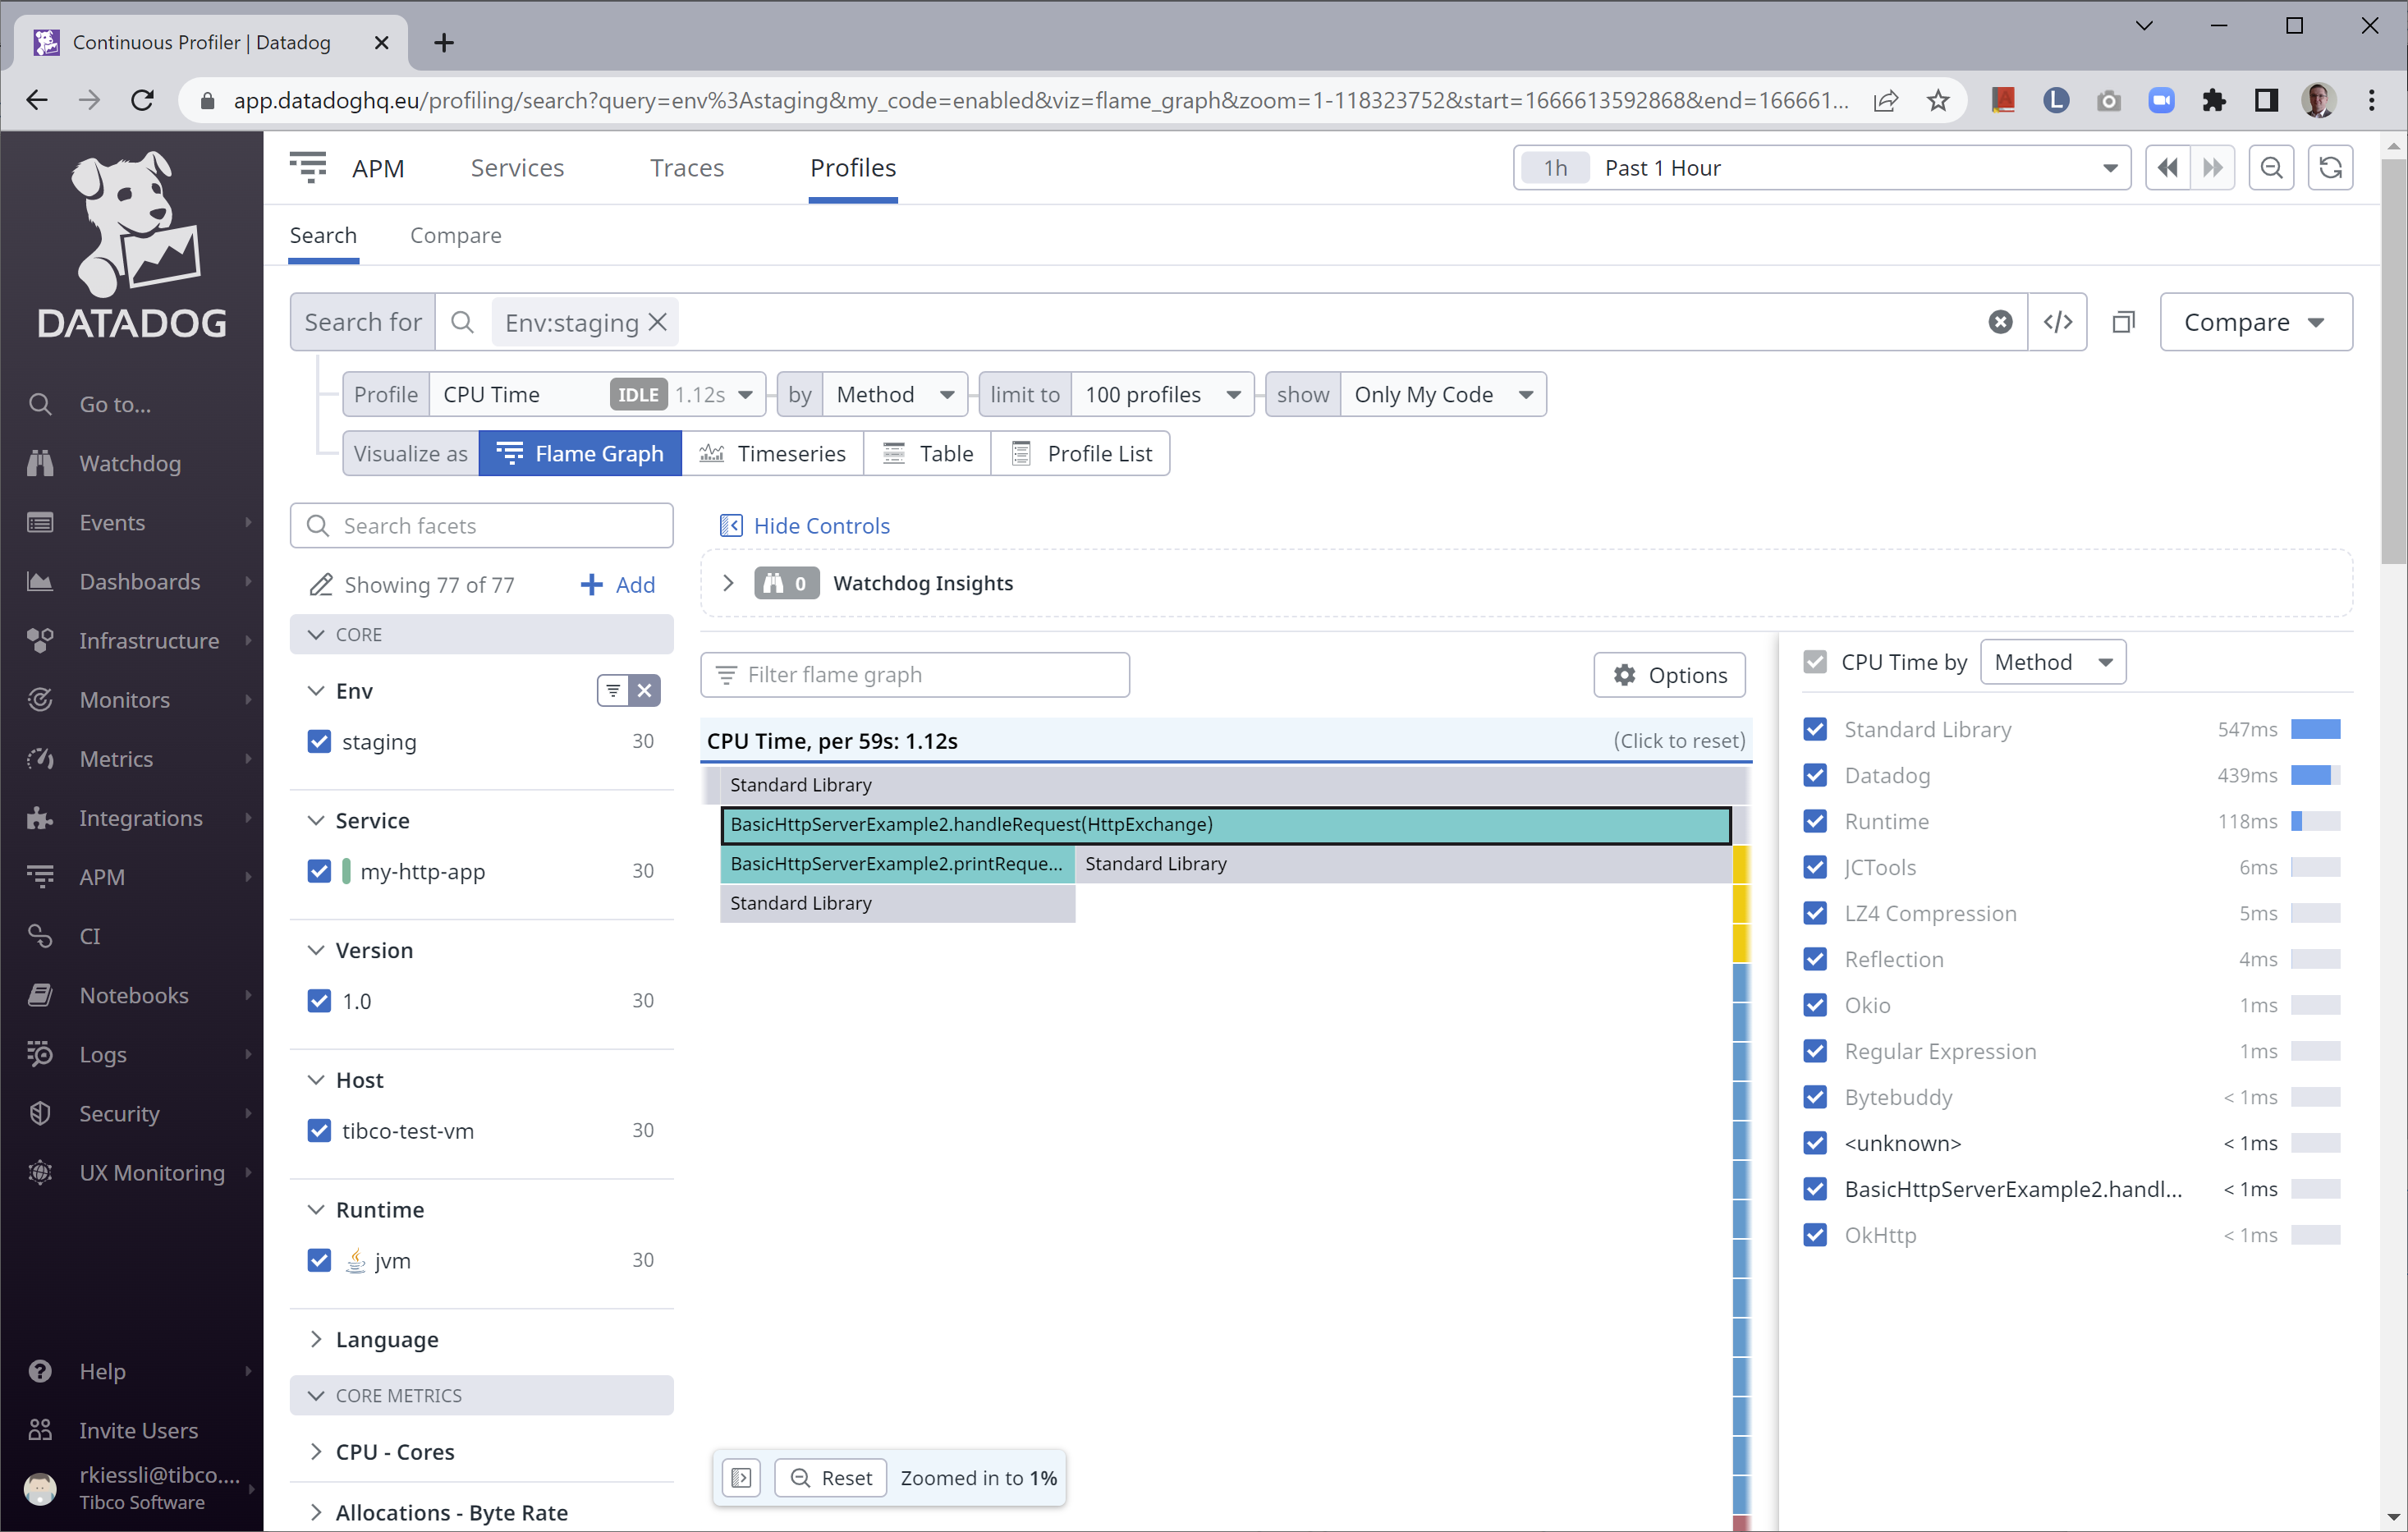 Continuous Profiler | Datadog
app.datadoghq.eu/profiling/search?query=env%3Astaging&my_code=enabled&viz=flame_graph&zoom=1-118323752&start=1666613592868&end=166661...
DATADOG
Go to...
Watchdog
Events
Dashboards
Infrastructure
Monitors
Metrics
Integrations
APM
CI
Notebooks
Logs
Security
UX Monitoring
Help
Invite Users
rkiessli@tibco....
Tibco Software
APM Services Traces Profiles
1h Past 1 Hour
Search Compare
Search for Env:staging </> Compare
Profile CPU Time IDLE 1.12s by Method limit to 100 profiles show Only My Code
Visualize as Flame Graph Timeseries Table Profile List
Search facets
Showing 77 of 77 Add
CORE
Env
staging 30
Service
my-http-app 30
Version
1.0 30
Host
tibco-test-vm 30
Runtime
jvm 30
Language
CORE METRICS
CPU - Cores
Allocations - Byte Rate
Hide Controls
0 Watchdog Insights
Filter flame graph Options
CPU Time, per 59s: 1.12s (Click to reset)
Standard Library
BasicHttpServerExample2.handleRequest(HttpExchange)
BasicHttpServerExample2.printReque... Standard Library
Standard Library
Reset Zoomed in to 1%
CPU Time by Method
Standard Library 547ms
Datadog 439ms
Runtime 118ms
JCTools 6ms
LZ4 Compression 5ms
Reflection 4ms
Okio 1ms
Regular Expression 1ms
Bytebuddy < 1ms
<unknown> < 1ms
BasicHttpServerExample2.handl... < 1ms
OkHttp < 1ms